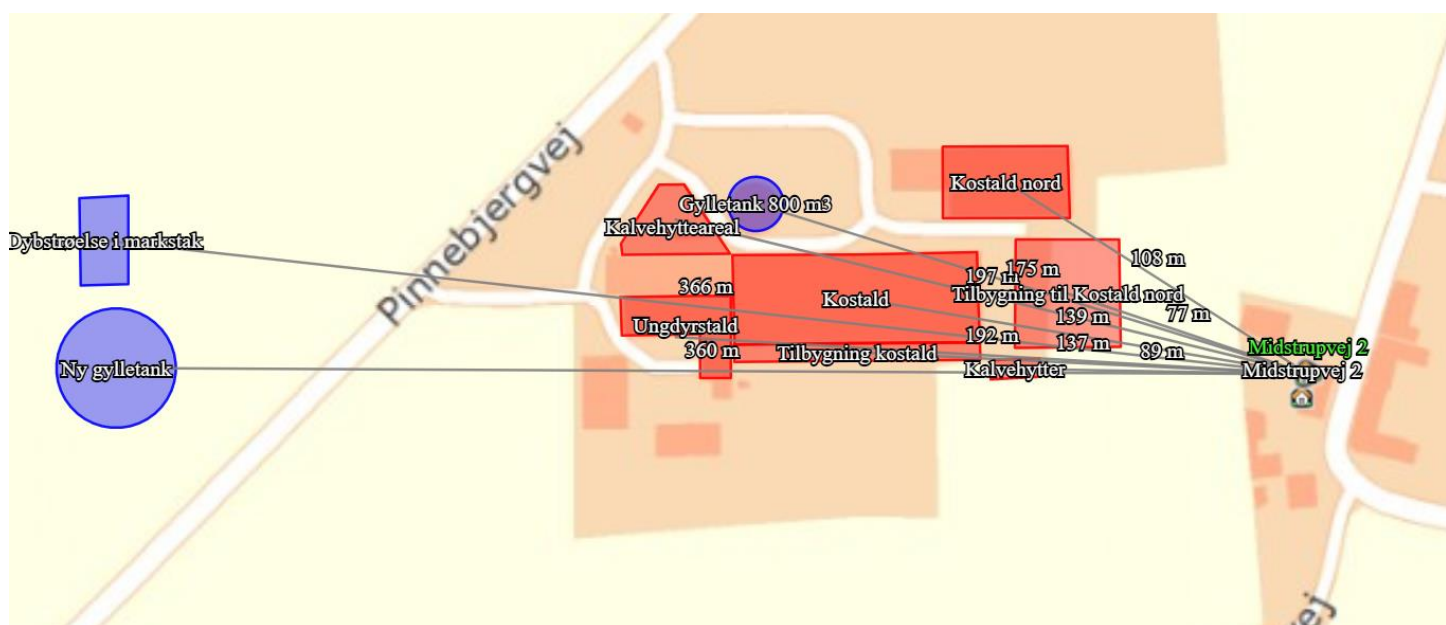 Pinnebjergvej
Kostald nord
Gylletank 800 m3
Kalvehytteareal
Dybstrøelse i markstak
108 m
175 m
197 m
366 m
Tilbygning til Kostald nord
Kostald
77 m
139 m
Ungdyrstald
192 m
137 m
Midstrupvej 2
360 m
Tilbygning kostald
89 m
Ny gylletank
Kalvehytter
Midstrupvej 2
vej